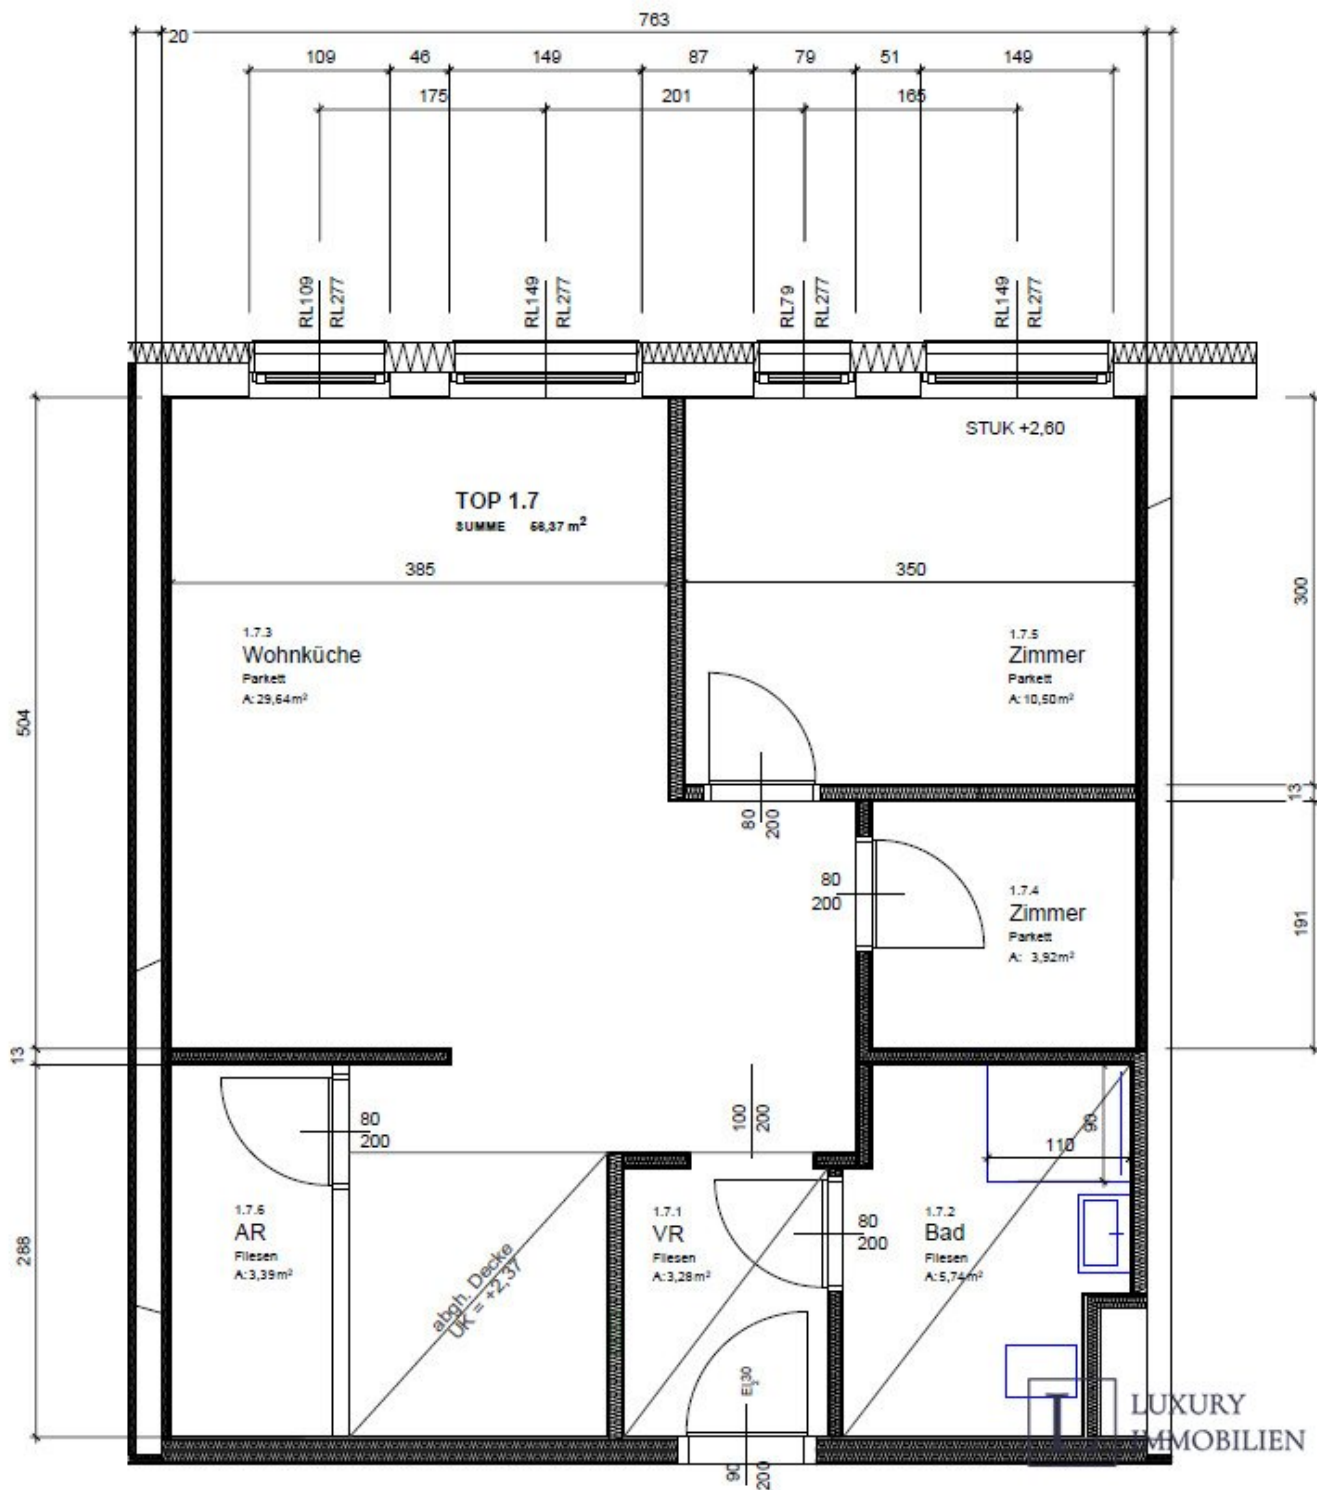 763
20
109 46 149 87 79 51 149
175 201 165
RL109
RL277
RL149
RL277
RL79
RL277
RL149
RL277
STUK +2,60
TOP 1.7
SUMME 56,37 m²
385
350
300
1.7.3
Wohnküche
Parkett
A: 29,64m²
1.7.5
Zimmer
Parkett
A: 10,50m²
504
13
80
200
80
200
1.7.4
Zimmer
Parkett
A: 3,92m²
191
13
80
200
100
200
90
110
288
1.7.6
AR
Fliesen
A: 3,39m²
abgh. Decke
UK = +2,37
1.7.1
VR
Fliesen
A: 3,28m²
80
200
1.7.2
Bad
Fliesen
A: 5,74m²
EI₂30
90
200
LUXURY
IMMOBILIEN